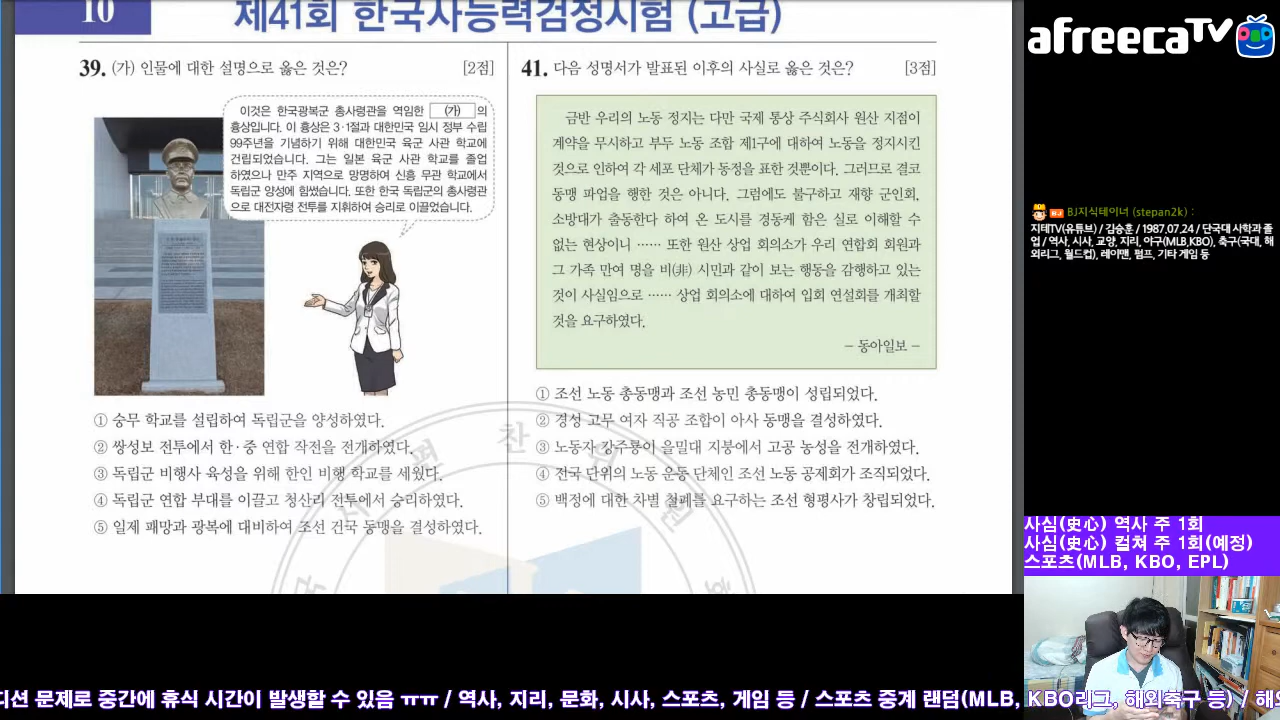 10
제41회 한국사능력검정시험 (고급)
39. (가) 인물에 대한 설명으로 옳은 것은? [2점]
이것은 한국광복군 총사령관을 역임한 (가) 의
흉상입니다. 이 흉상은 3·1절과 대한민국 임시 정부 수립
99주년을 기념하기 위해 대한민국 육군 사관 학교에
건립되었습니다. 그는 일본 육군 사관 학교를 졸업
하였으나 만주 지역으로 망명하여 신흥 무관 학교에서
독립군 양성에 힘썼습니다. 또한 한국 독립군의 총사령관
으로 대전자령 전투를 지휘하여 승리로 이끌었습니다.
① 숭무 학교를 설립하여 독립군을 양성하였다.
② 쌍성보 전투에서 한·중 연합 작전을 전개하였다.
③ 독립군 비행사 육성을 위해 한인 비행 학교를 세웠다.
④ 독립군 연합 부대를 이끌고 청산리 전투에서 승리하였다.
⑤ 일제 패망과 광복에 대비하여 조선 건국 동맹을 결성하였다.
41. 다음 성명서가 발표된 이후의 사실로 옳은 것은? [3점]
금반 우리의 노동 정지는 다만 국제 통상 주식회사 원산 지점이
계약을 무시하고 부두 노동 조합 제1구에 대하여 노동을 정지시킨
것으로 인하여 각 세포 단체가 동정을 표한 것뿐이다. 그러므로 결코
동맹 파업을 행한 것은 아니다. 그럼에도 불구하고 재향 군인회,
소방대가 출동한다 하여 온 도시를 경동케 함은 실로 이해할 수
없는 현상이니 …… 또한 원산 상업 회의소가 우리 연합회 회원과
그 가족 만여 명을 비(非) 시민과 같이 보는 행동을 감행하고 있는
것이 사실임으로 …… 상업 회의소에 대하여 입회 연설회를 개최할
것을 요구하였다.
– 동아일보 –
① 조선 노동 총동맹과 조선 농민 총동맹이 성립되었다.
② 경성 고무 여자 직공 조합이 아사 동맹을 결성하였다.
③ 노동자 강주룡이 을밀대 지붕에서 고공 농성을 전개하였다.
④ 전국 단위의 노동 운동 단체인 조선 노동 공제회가 조직되었다.
⑤ 백정에 대한 차별 철폐를 요구하는 조선 형평사가 창립되었다.
afreecaTV
BJ BJ지식테이너 (stepan2k) :
지테TV(유튜브) / 김승훈 / 1987.07.24 / 단국대 사학과 졸
업 / 역사, 시사, 교양, 지리, 야구(MLB,KBO), 축구(국대, 해
외리그, 월드컵), 레이맨, 펌프, 기타 게임 등
사심(史心) 역사 주 1회
사심(史心) 컬쳐 주 1회(예정)
스포츠(MLB, KBO, EPL)
디션 문제로 중간에 휴식 시간이 발생할 수 있음 ㅠㅠ / 역사, 지리, 문화, 시사, 스포츠, 게임 등 / 스포츠 중계 랜덤(MLB, KBO리그, 해외축구 등) / 해